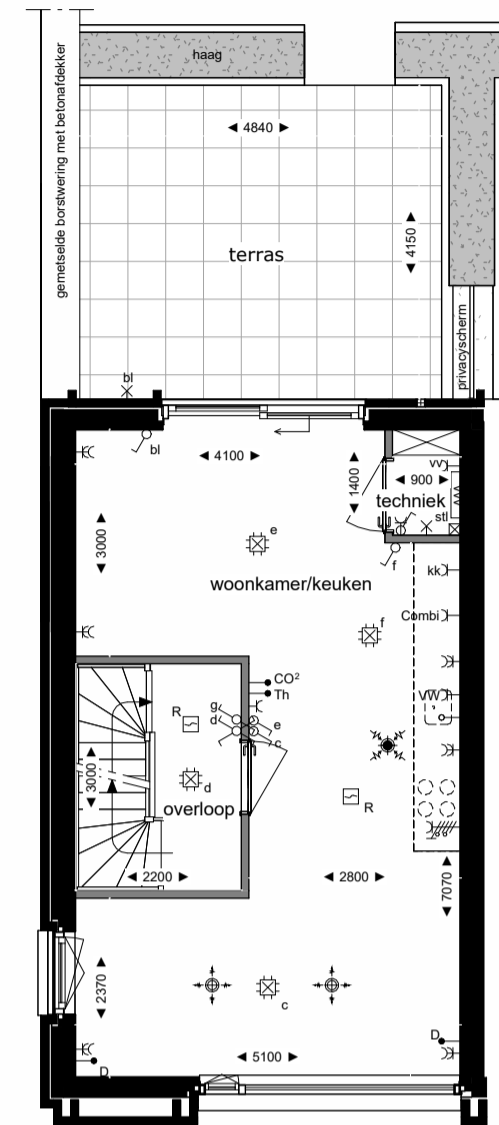 haag
gemetselde borstwering met betonafdekker
4840
4150
terras
privacyscherm
bl
bl
4100
1400
vv
900
techniek
stl
3000
e
f
kk
woonkamer/keuken
Combi
f
CO²
Th
VW
R
g
d
e
c
3000
d
overloop
R
2200
2800
7070
2370
c
D
D
5100